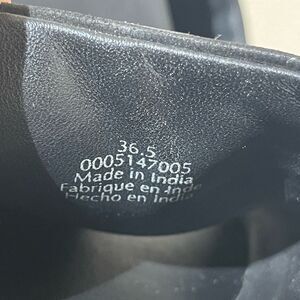 36.5
0005147005
Made in India
Fabrique en Inde
Hecho en India